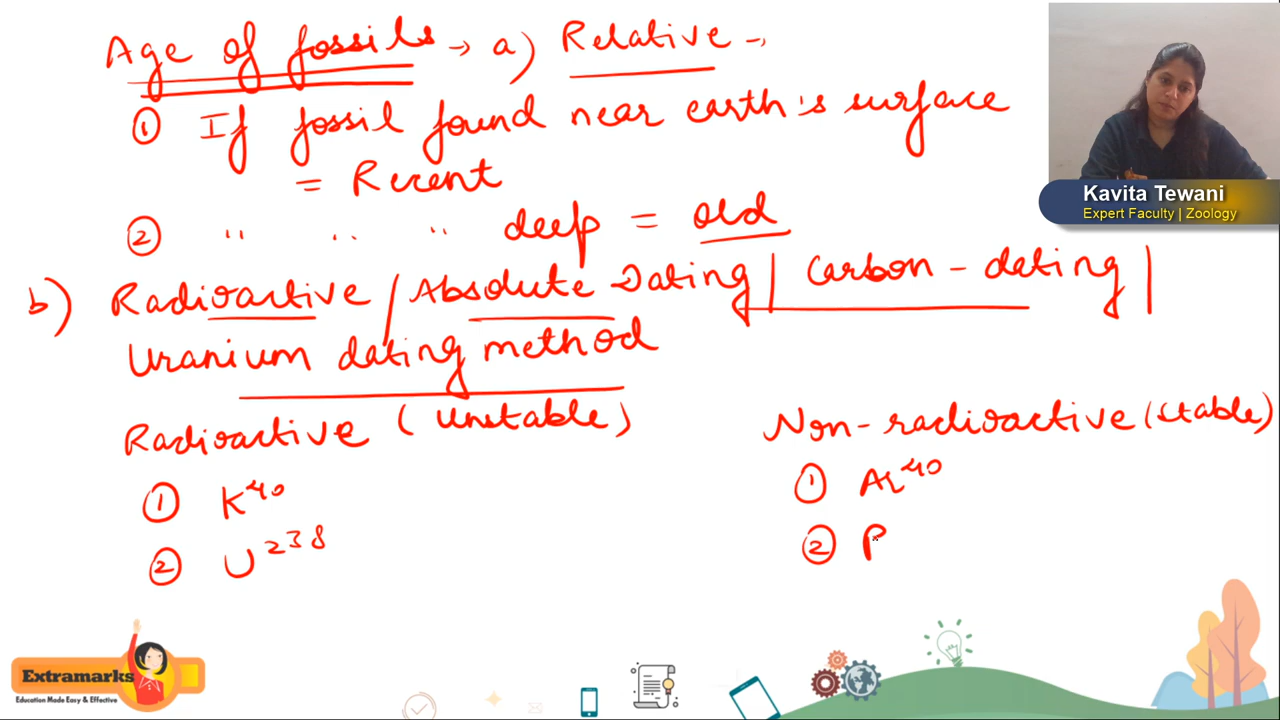 Age of fossils → a) Relative -
① If fossil found near earth's surface
= Recent
② " " " deep = old
b) Radioactive / Absolute Dating | Carbon - dating |
Uranium dating method
Radioactive (Unstable)
① K⁴⁰
② U²³⁸
Non-radioactive (Stable)
① Ar⁴⁰
② P
Kavita Tewani
Expert Faculty | Zoology
Extramarks
Education Made Easy & Effective